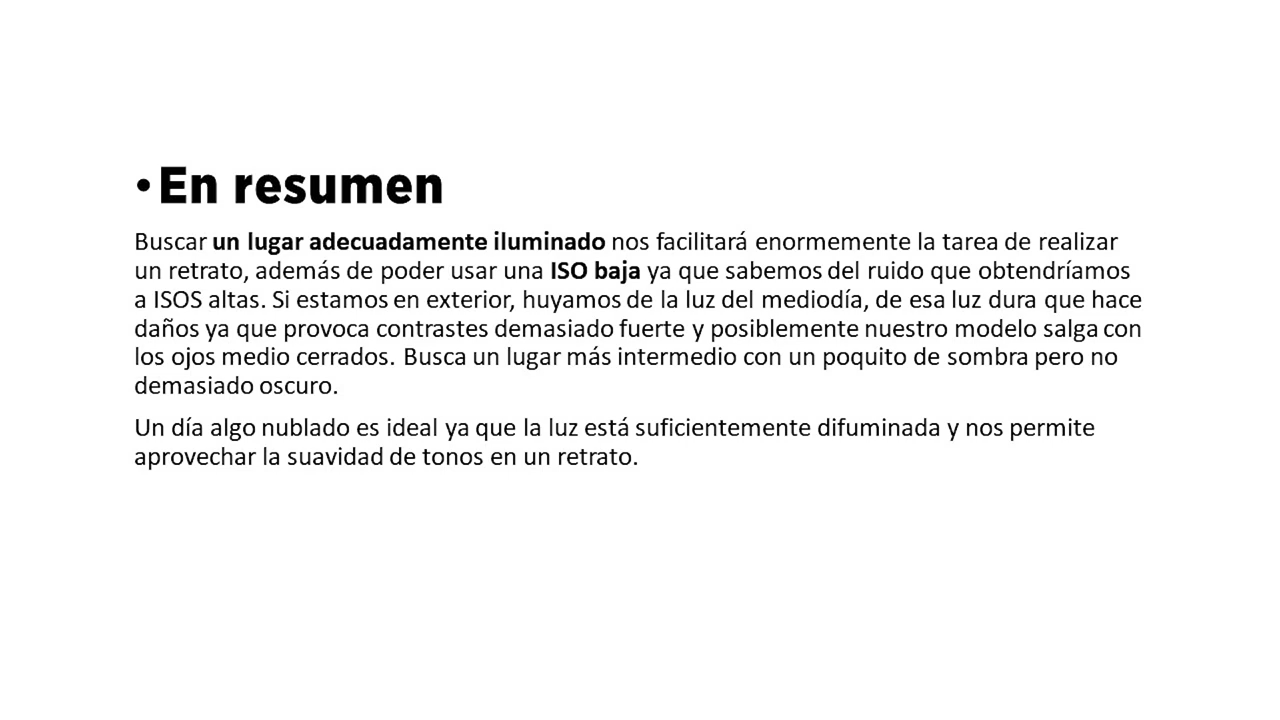 • En resumen
Buscar un lugar adecuadamente iluminado nos facilitará enormemente la tarea de realizar
un retrato, además de poder usar una ISO baja ya que sabemos del ruido que obtendríamos
a ISOS altas. Si estamos en exterior, huyamos de la luz del mediodía, de esa luz dura que hace
daños ya que provoca contrastes demasiado fuerte y posiblemente nuestro modelo salga con
los ojos medio cerrados. Busca un lugar más intermedio con un poquito de sombra pero no
demasiado oscuro.
Un día algo nublado es ideal ya que la luz está suficientemente difuminada y nos permite
aprovechar la suavidad de tonos en un retrato.